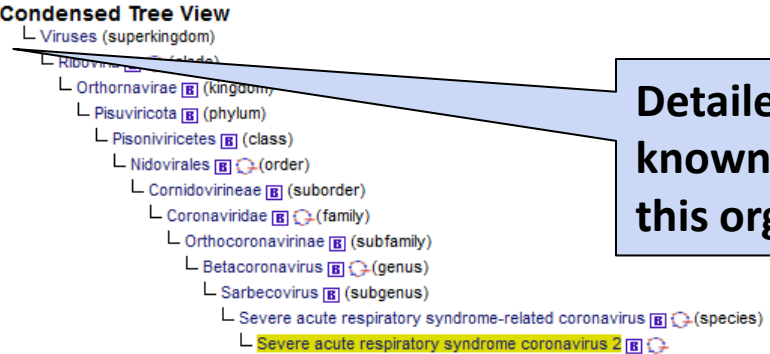 Condensed Tree View
Viruses (superkingdom)
Orthornavirae B (kingdom)
Pisuviricota B (phylum)
Pisoniviricetes B (class)
Nidovirales B (order)
Cornidovirineae B (suborder)
Coronaviridae B (family)
Orthocoronavirinae B (subfamily)
Betacoronavirus B (genus)
Sarbecovirus B (subgenus)
Severe acute respiratory syndrome-related coronavirus B (species)
Severe acute respiratory syndrome coronavirus 2 B
known
this